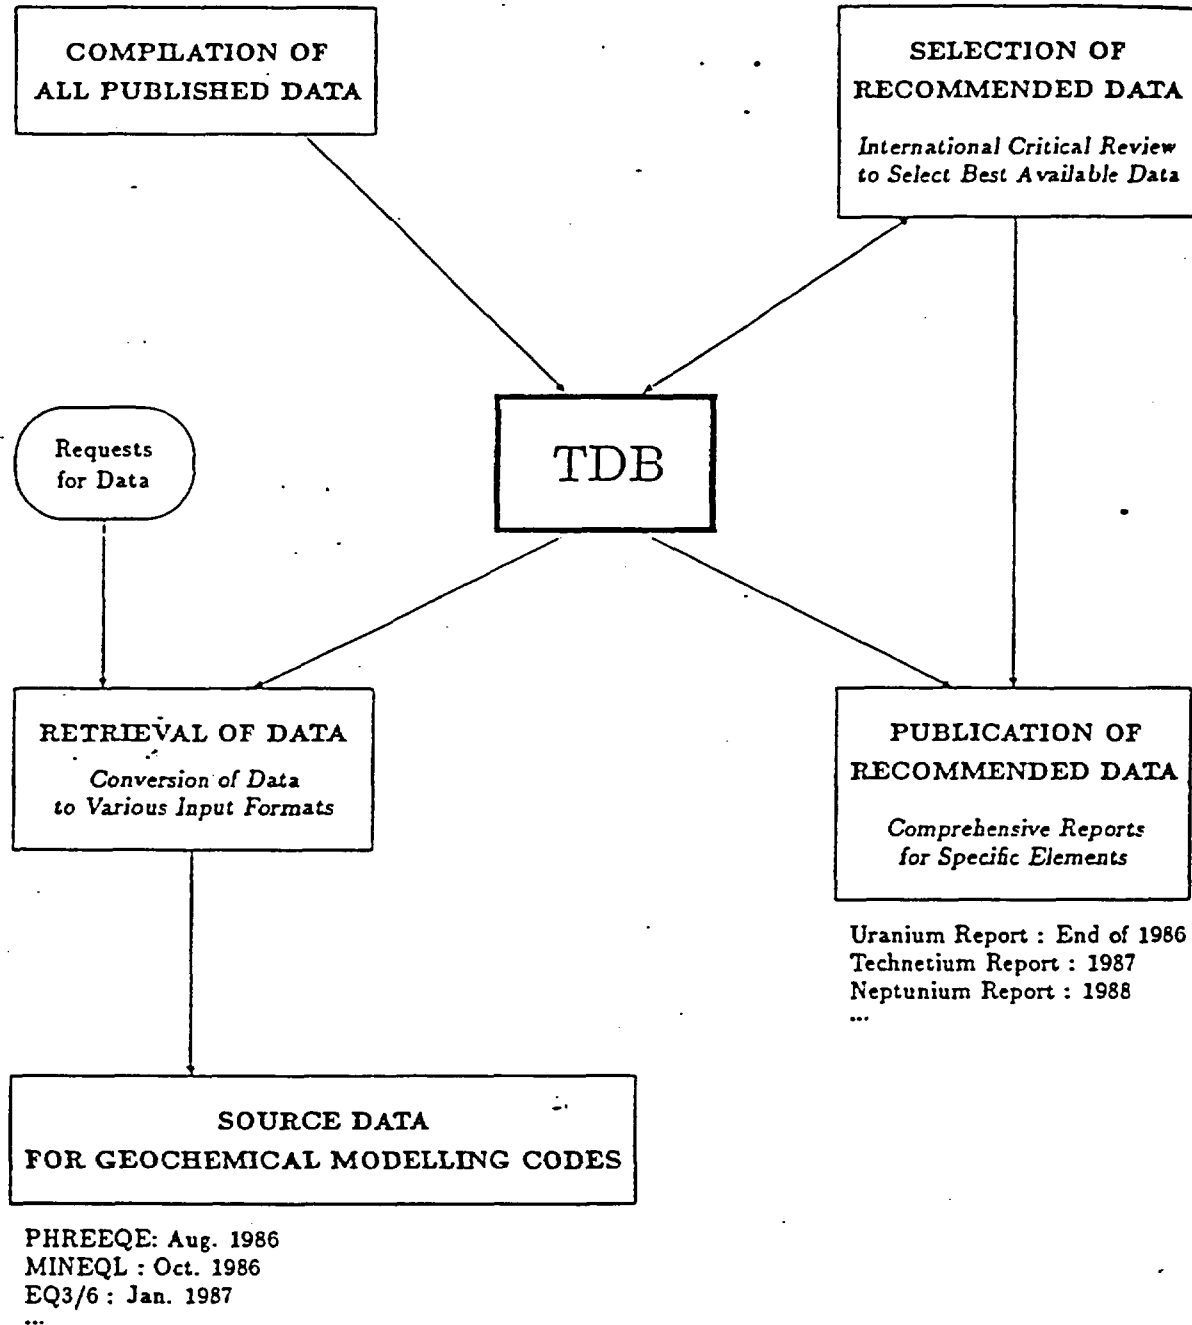 COMPILATION OF
ALL PUBLISHED DATA
SELECTION OF
RECOMMENDED DATA
International Critical Review
to Select Best Available Data
TDB
Requests
for Data
RETRIEVAL OF DATA
Conversion of Data
to Various Input Formats
PUBLICATION OF
RECOMMENDED DATA
Comprehensive Reports
for Specific Elements
Uranium Report : End of 1986
Technetium Report : 1987
Neptunium Report : 1988
...
SOURCE DATA
FOR GEOCHEMICAL MODELLING CODES
PHREEQE: Aug. 1986
MINEQL : Oct. 1986
EQ3/6 : Jan. 1987
...